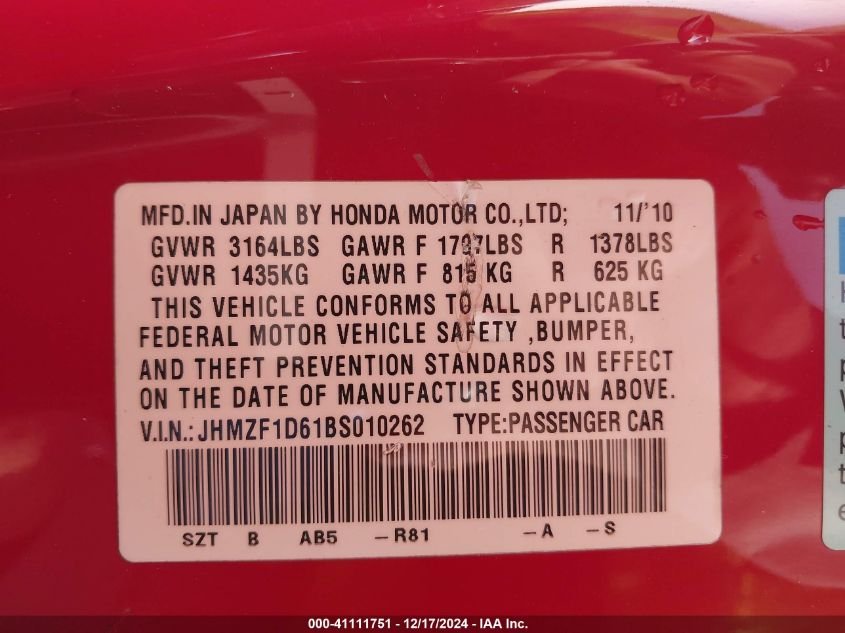 MFD.IN JAPAN BY HONDA MOTOR CO.,LTD; 11/'10
GVWR 3164LBS GAWR F 1797LBS R 1378LBS
GVWR 1435KG GAWR F 815 KG R 625 KG
THIS VEHICLE CONFORMS TO ALL APPLICABLE
FEDERAL MOTOR VEHICLE SAFETY ,BUMPER,
AND THEFT PREVENTION STANDARDS IN EFFECT
ON THE DATE OF MANUFACTURE SHOWN ABOVE.
V.I.N.: JHMZF1D61BS010262 TYPE:PASSENGER CAR
SZT B AB5 –R81 –A –S
000-41111751 – 12/17/2024 – IAA Inc.